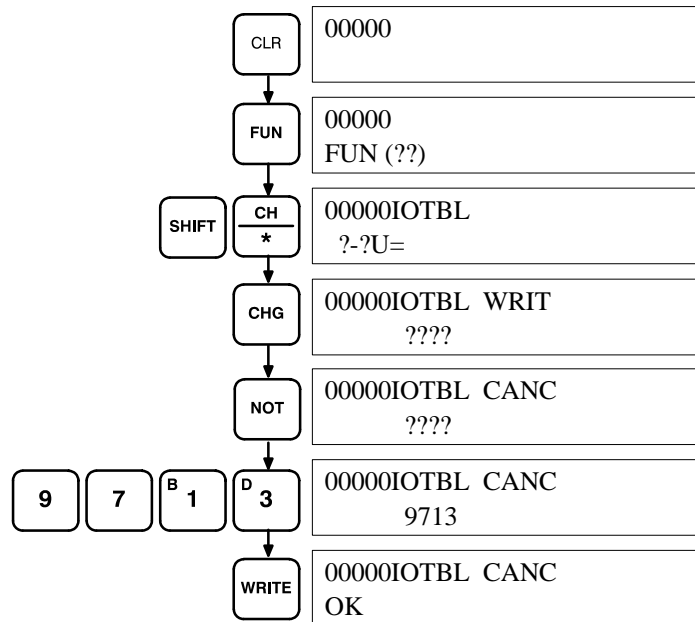 CLR
00000
FUN
00000
FUN (??)
SHIFT
CH
*
00000IOTBL
?-?U=
CHG
00000IOTBL WRIT
????
NOT
00000IOTBL CANC
????
9 7 B 1 D 3
00000IOTBL CANC
9713
WRITE
00000IOTBL CANC
OK